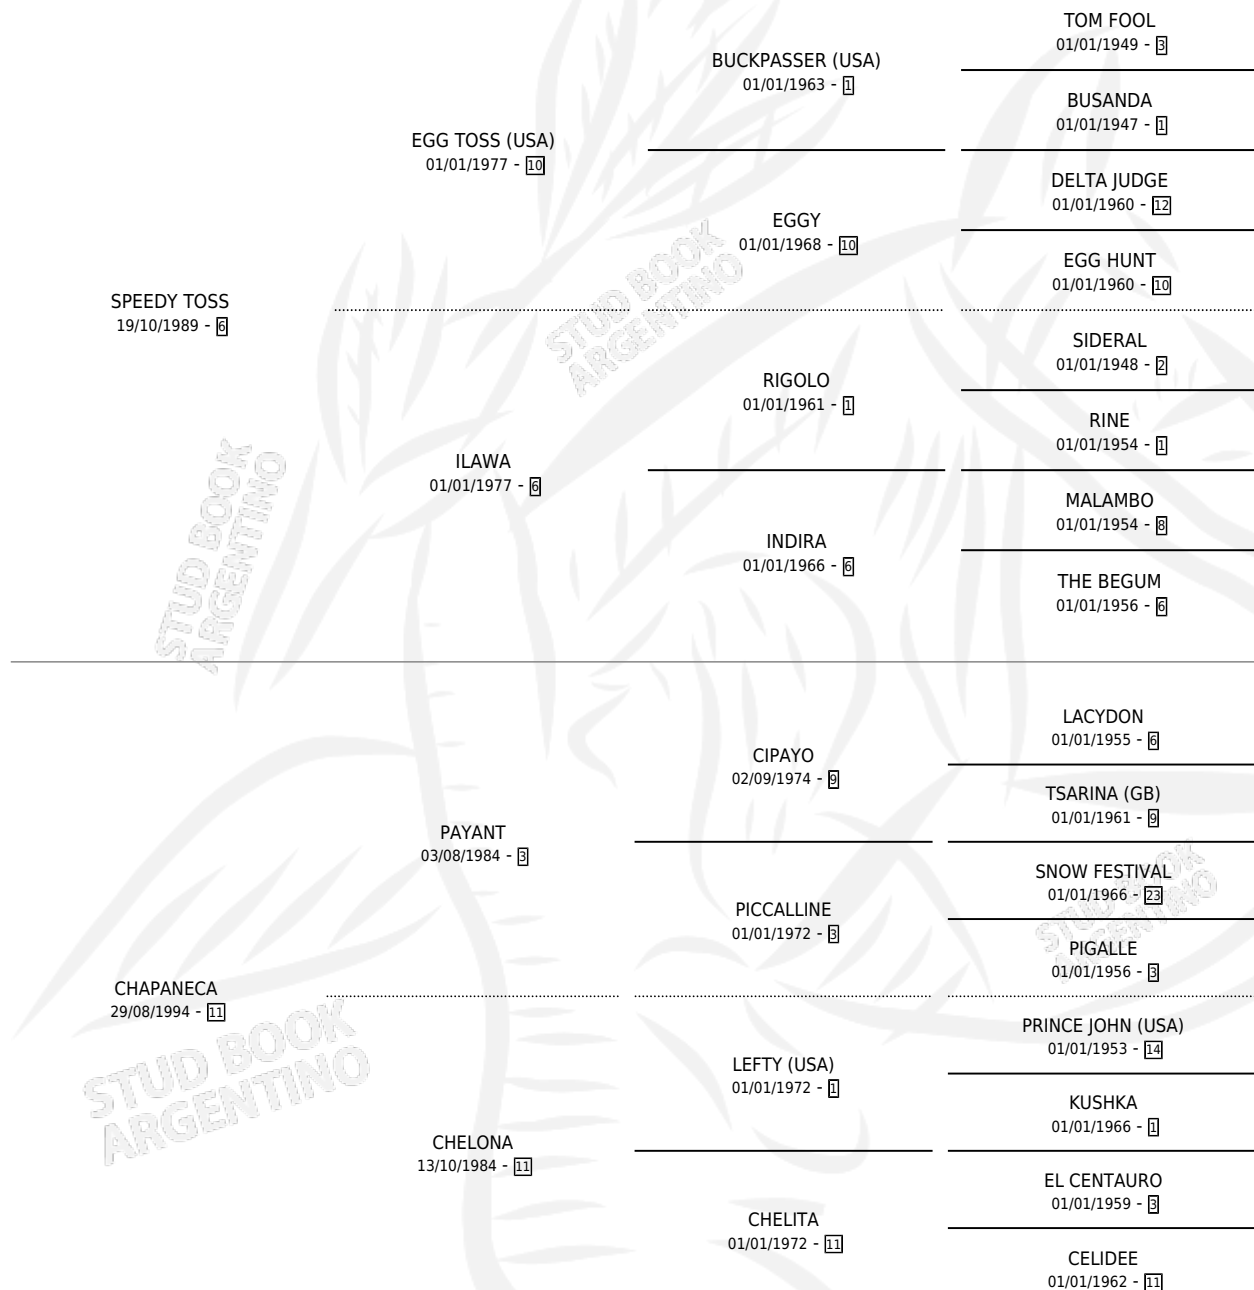 TOM FOOL
01/01/1949 - 3
BUCKPASSER (USA)
01/01/1963 - 1
BUSANDA
01/01/1947 - 1
EGG TOSS (USA)
01/01/1977 - 10
DELTA JUDGE
01/01/1960 - 12
EGGY
01/01/1968 - 10
EGG HUNT
01/01/1960 - 10
SPEEDY TOSS
19/10/1989 - 6
SIDERAL
01/01/1948 - 2
RIGOLO
01/01/1961 - 1
RINE
01/01/1954 - 1
ILAWA
01/01/1977 - 6
MALAMBO
01/01/1954 - 8
INDIRA
01/01/1966 - 6
THE BEGUM
01/01/1956 - 6
LACYDON
01/01/1955 - 6
CIPAYO
02/09/1974 - 9
TSARINA (GB)
01/01/1961 - 9
PAYANT
03/08/1984 - 3
SNOW FESTIVAL
01/01/1966 - 23
PICCALLINE
01/01/1972 - 3
PIGALLE
01/01/1956 - 3
CHAPANECA
29/08/1994 - 11
PRINCE JOHN (USA)
01/01/1953 - 14
LEFTY (USA)
01/01/1972 - 1
KUSHKA
01/01/1966 - 1
CHELONA
13/10/1984 - 11
EL CENTAURO
01/01/1959 - 3
CHELITA
01/01/1972 - 11
CELIDEE
01/01/1962 - 11
STUD BOOK
ARGENTINO
STUD BOOK
ARGENTINO
STUD BOOK
ARGENTINO
STUD BOOK
ARGENTINO